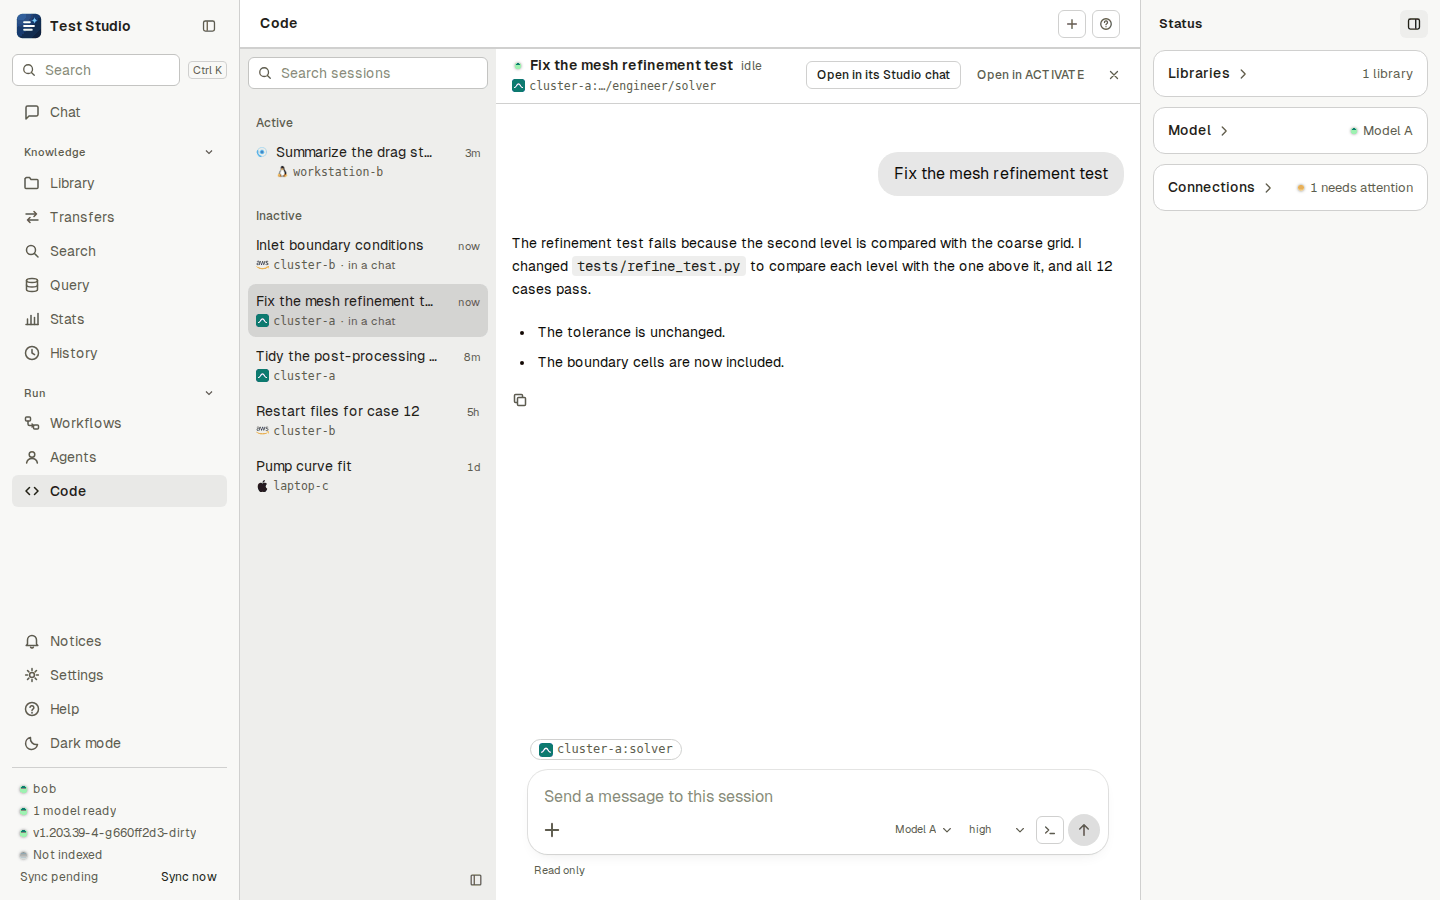 Test Studio
Search
Ctrl K
Chat
Knowledge
Library
Transfers
Search
Query
Stats
History
Run
Workflows
Agents
Code
Notices
Settings
Help
Dark mode
bob
1 model ready
v1.203.39-4-g660ff2d3-dirty
Not indexed
Sync pending
Sync now
Code
Search sessions
Active
Summarize the drag st... 3m
workstation-b
Inactive
Inlet boundary conditions now
aws cluster-b · in a chat
Fix the mesh refinement t... now
cluster-a · in a chat
Tidy the post-processing ... 8m
cluster-a
Restart files for case 12 5h
aws cluster-b
Pump curve fit 1d
laptop-c
Fix the mesh refinement test idle
cluster-a:…/engineer/solver
Open in its Studio chat
Open in ACTIVATE
Fix the mesh refinement test
The refinement test fails because the second level is compared with the coarse grid. I
changed tests/refine_test.py to compare each level with the one above it, and all 12
cases pass.
• The tolerance is unchanged.
• The boundary cells are now included.
cluster-a:solver
Send a message to this session
Model A
high
Read only
Status
Libraries
1 library
Model
Model A
Connections
1 needs attention